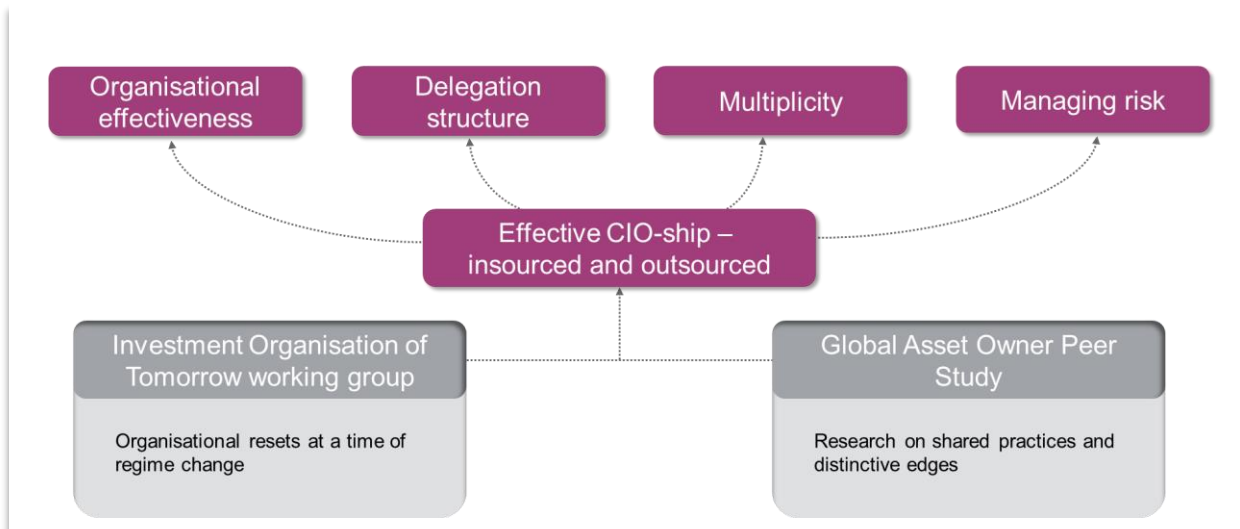 Organisational
effectiveness
Delegation
structure
Multiplicity
Managing risk
Effective CIO-ship –
insourced and outsourced
Investment Organisation of
Tomorrow working group
Organisational resets at a time of
regime change
Global Asset Owner Peer
Study
Research on shared practices and
distinctive edges